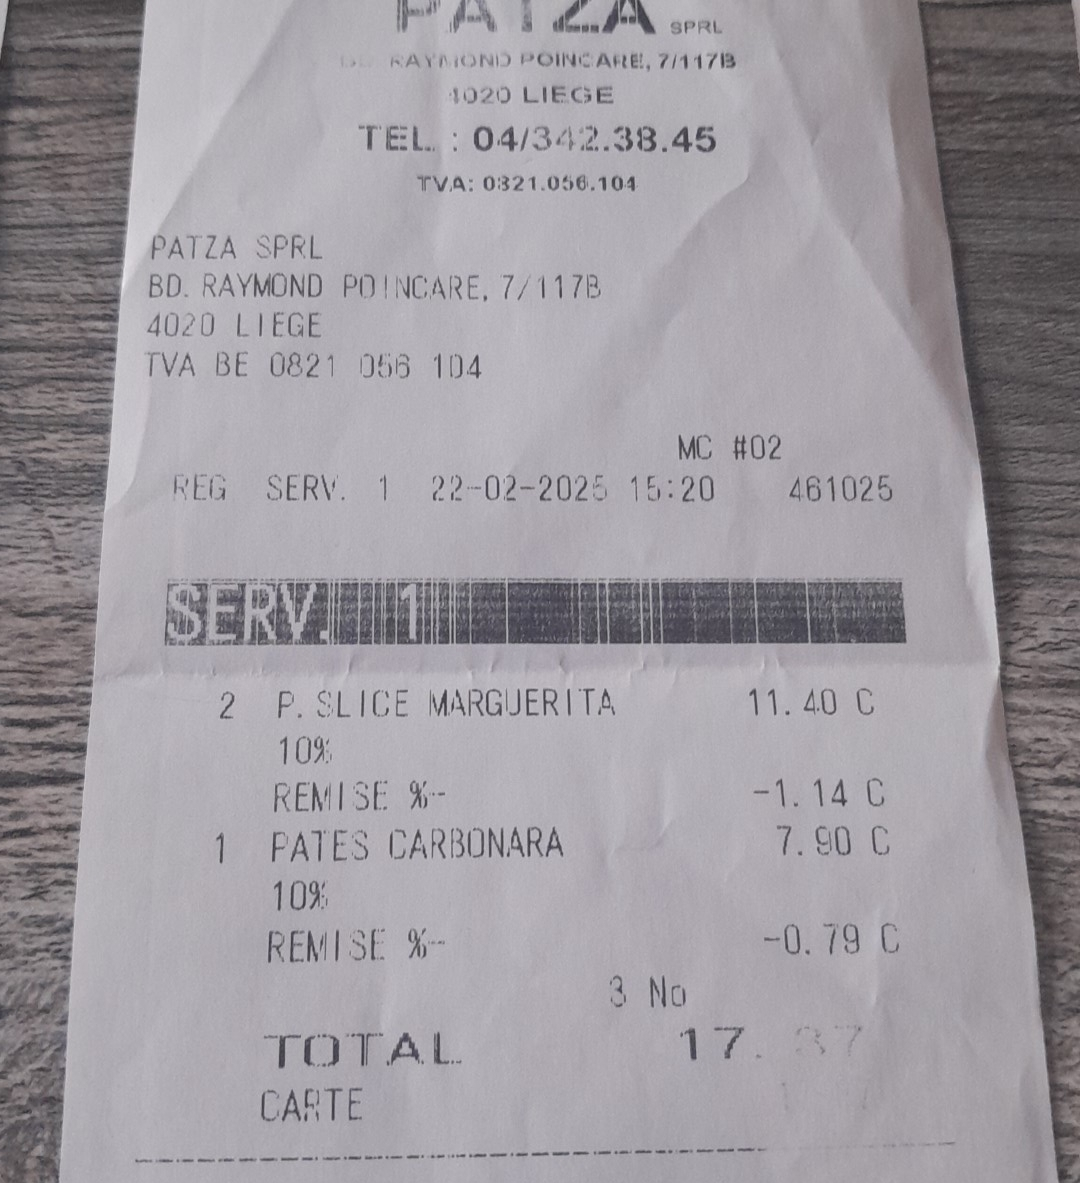 PATZA SPRL
BD. RAYMOND POINCARE, 7/117B
4020 LIEGE
TEL. : 04/342.38.45
TVA: 0821.056.104
PATZA SPRL
BD. RAYMOND POINCARE, 7/117B
4020 LIEGE
TVA BE 0821 056 104
MC #02
REG SERV. 1 22-02-2025 15:20 461025
SERV. 1
2 P. SLICE MARGUERITA 11.40 C
10%
REMISE %- -1.14 C
1 PATES CARBONARA 7.90 C
10%
REMISE %- -0.79 C
3 No
TOTAL 17.37
CARTE